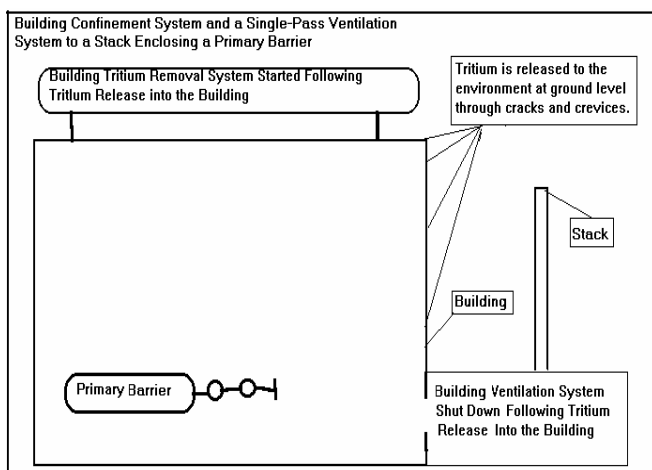 Building Confinement System and a Single-Pass Ventilation
System to a Stack Enclosing a Primary Barrier
Building Tritium Removal System Started Following
Tritium Release into the Building
Tritium is released to the
environment at ground level
through cracks and crevices.
Stack
Building
Primary Barrier
Building Ventilation System
Shut Down Following Tritium
Release Into the Building